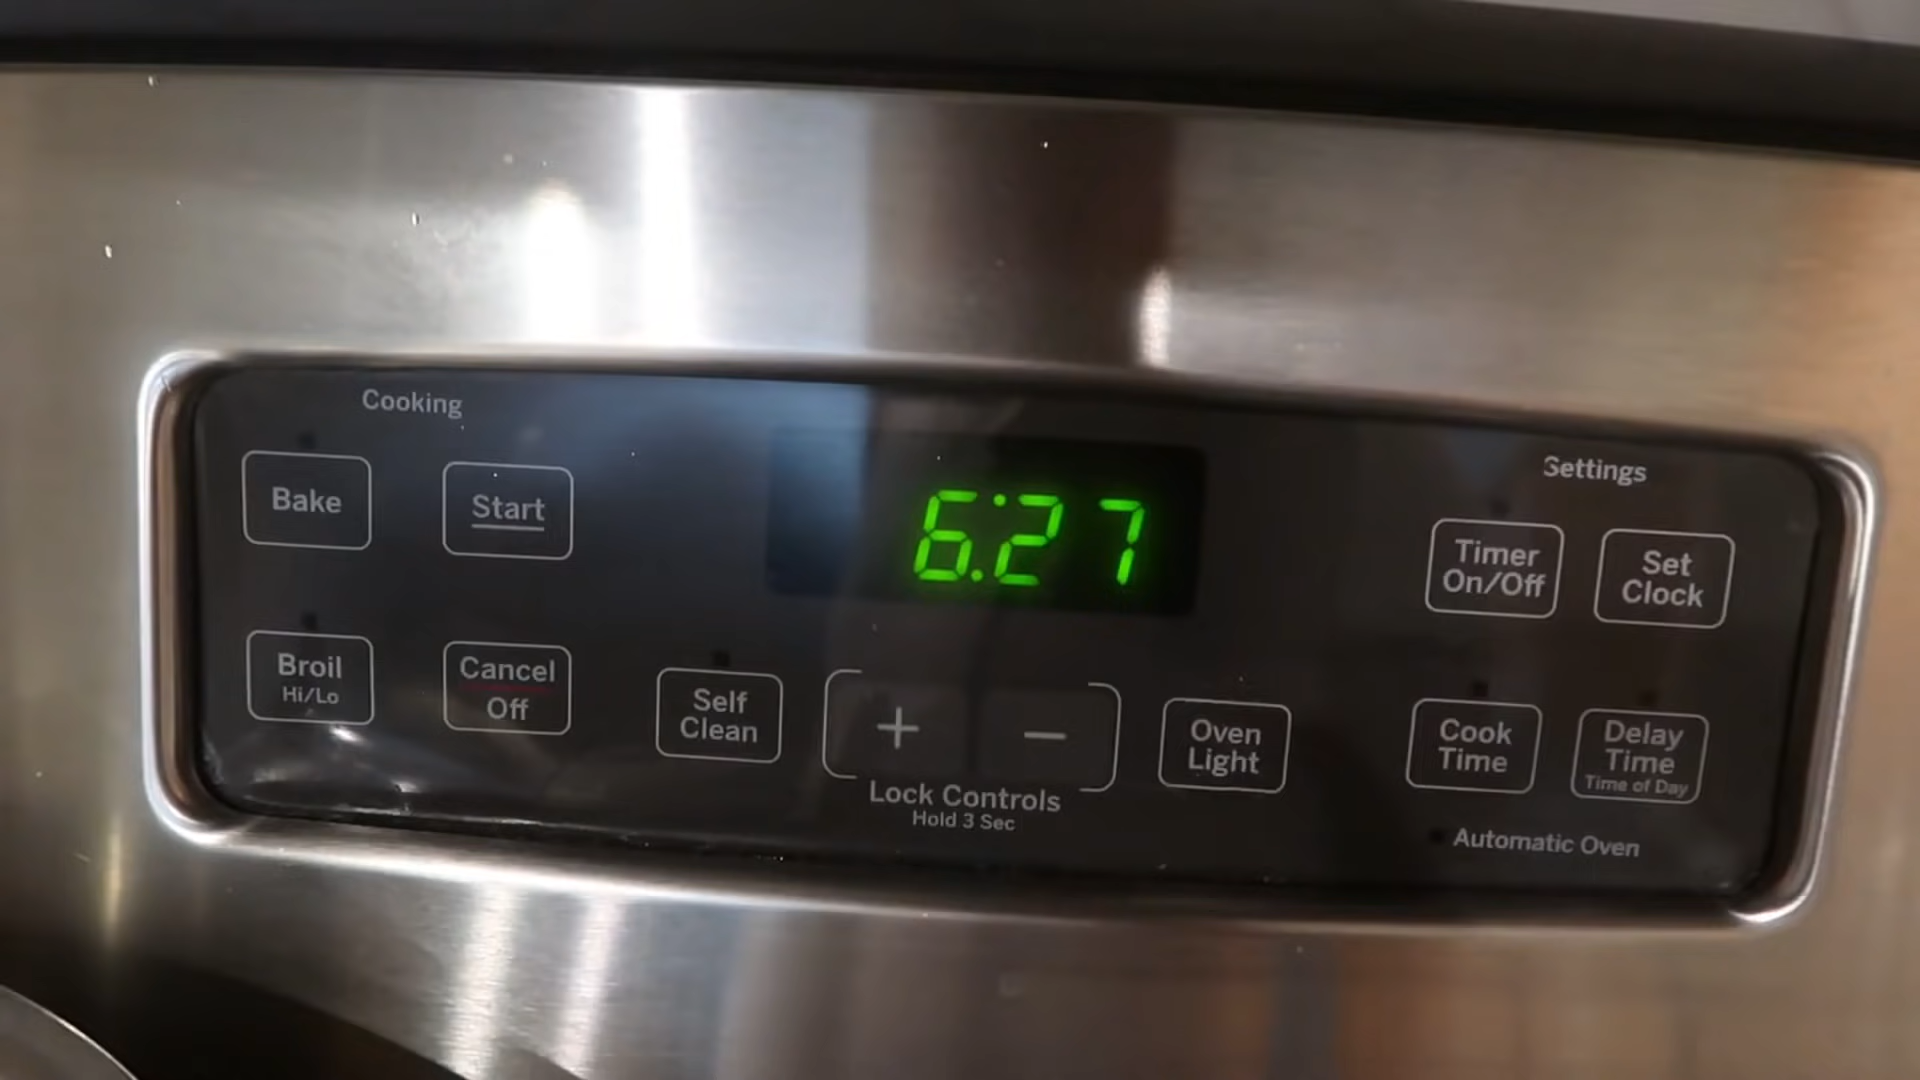 Cooking
Bake
Start
6:27
Settings
Timer
On/Off
Set
Clock
Broil
Hi/Lo
Cancel
Off
Self
Clean
+
−
Lock Controls
Hold 3 Sec
Oven
Light
Cook
Time
Delay
Time
Time of Day
Automatic Oven